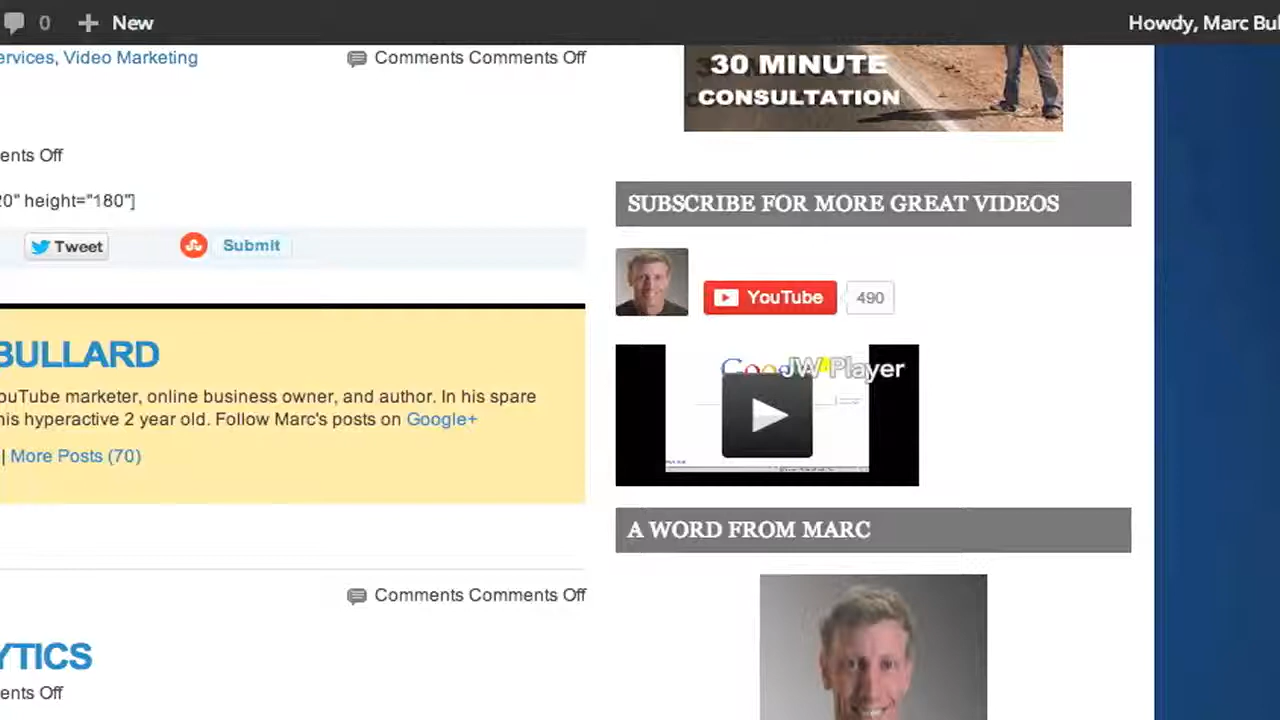 0 New
Howdy, Marc Bul
ervices, Video Marketing
Comments Comments Off
30 MINUTE
CONSULTATION
ents Off
20" height="180"]
Tweet
Submit
SUBSCRIBE FOR MORE GREAT VIDEOS
YouTube
490
BULLARD
ouTube marketer, online business owner, and author. In his spare
his hyperactive 2 year old. Follow Marc's posts on Google+
| More Posts (70)
JW Player
A WORD FROM MARC
Comments Comments Off
YTICS
ents Off